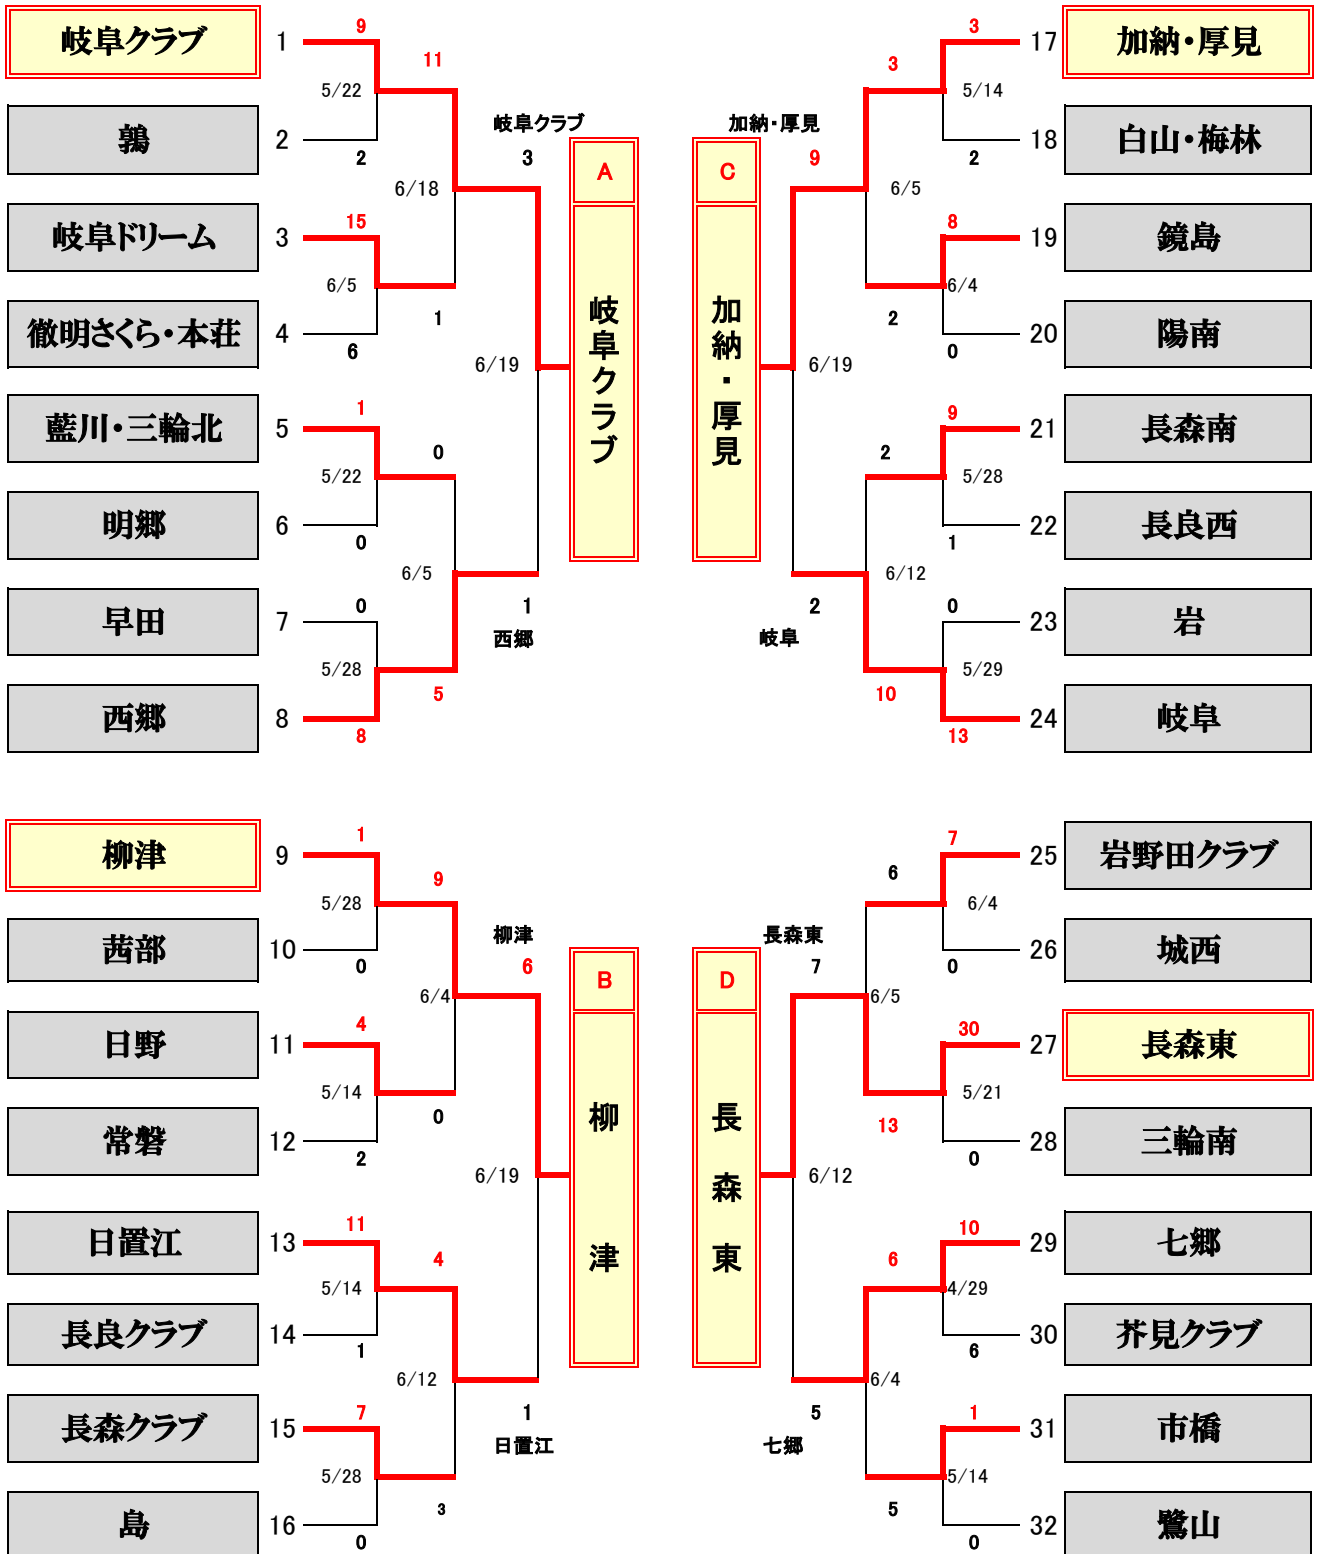 岐阜クラブ 1 9
11
5/22
鶉 2 2
岐阜クラブ
3
6/18
岐阜ドリーム 3 15
6/5
1
徹明さくら・本荘 4 6
6/19
A
岐阜クラブ
藍川・三輪北 5 1
0
5/22
明郷 6 0
6/5
早田 7 0
1
西郷
5/28
5
西郷 8 8
柳津 9 1
9
5/28
茜部 10 0
柳津
6
6/4
日野 11 4
5/14
0
常磐 12 2
6/19
B
柳津
日置江 13 11
4
5/14
長良クラブ 14 1
6/12
1
日置江
長森クラブ 15 7
5/28
3
島 16 0
3 17 加納・厚見
3
5/14
2 18 白山・梅林
加納・厚見
9
6/5
8 19 鏡島
6/4
2
0 20 陽南
6/19
C
加納・厚見
9 21 長森南
2
5/28
1 22 長良西
6/12
0 23 岩
2
岐阜
5/29
10
13 24 岐阜
7 25 岩野田クラブ
6
6/4
0 26 城西
長森東
7
6/5
30 27 長森東
5/21
13
0 28 三輪南
6/12
D
長森東
10 29 七郷
6
4/29
6 30 芥見クラブ
6/4
5
七郷
1 31 市橋
5/14
5
0 32 鷺山